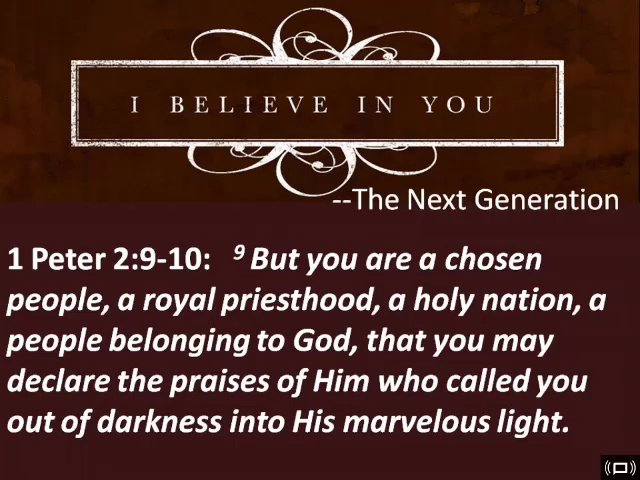 I BELIEVE IN YOU
--The Next Generation
1 Peter 2:9-10: 9 But you are a chosen
people, a royal priesthood, a holy nation, a
people belonging to God, that you may
declare the praises of Him who called you
out of darkness into His marvelous light.